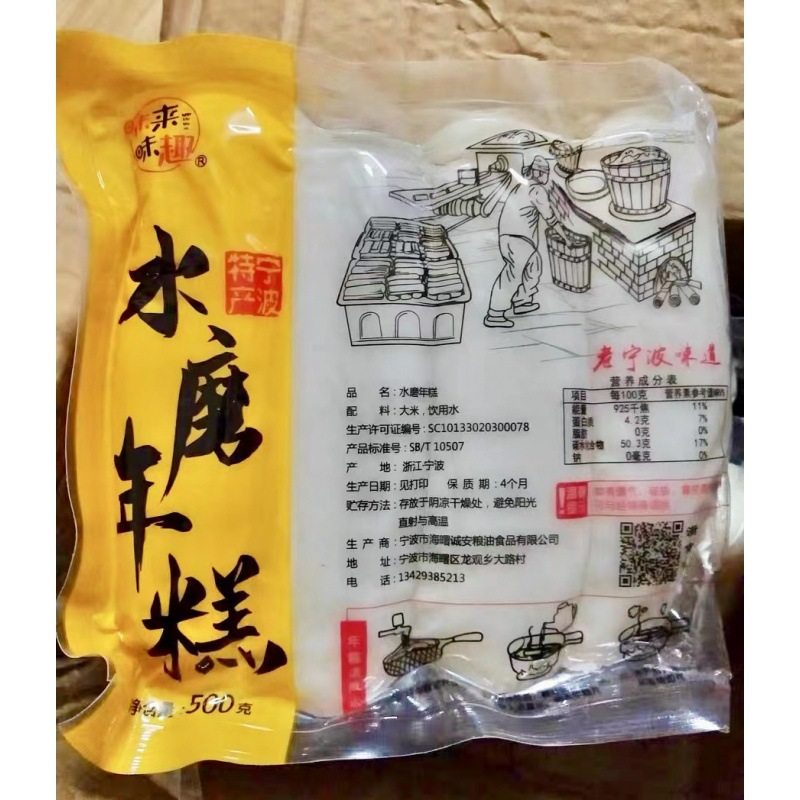 味来
味趣®
宁波
特产
水磨年糕
净含量:500克
老宁波味道
营养成分表
项目 每100克 营养素参考值NRV%
能量 925千焦 11%
蛋白质 4.2克 7%
脂肪 0克 0%
碳水化合物 50.3克 17%
钠 0毫克 0%
品 名:水磨年糕
配 料:大米,饮用水
生产许可证编号:SC10133020300078
产品标准号:SB/T 10507
产 地:浙江·宁波
生产日期:见打印 保 质 期:4个月
贮存方法:存放于阴凉干燥处,避免阳光
直射与高温
生 产 商:宁波市海曙诚安粮油食品有限公司
地 址:宁波市海曙区龙观乡大路村
电 话:13429385213